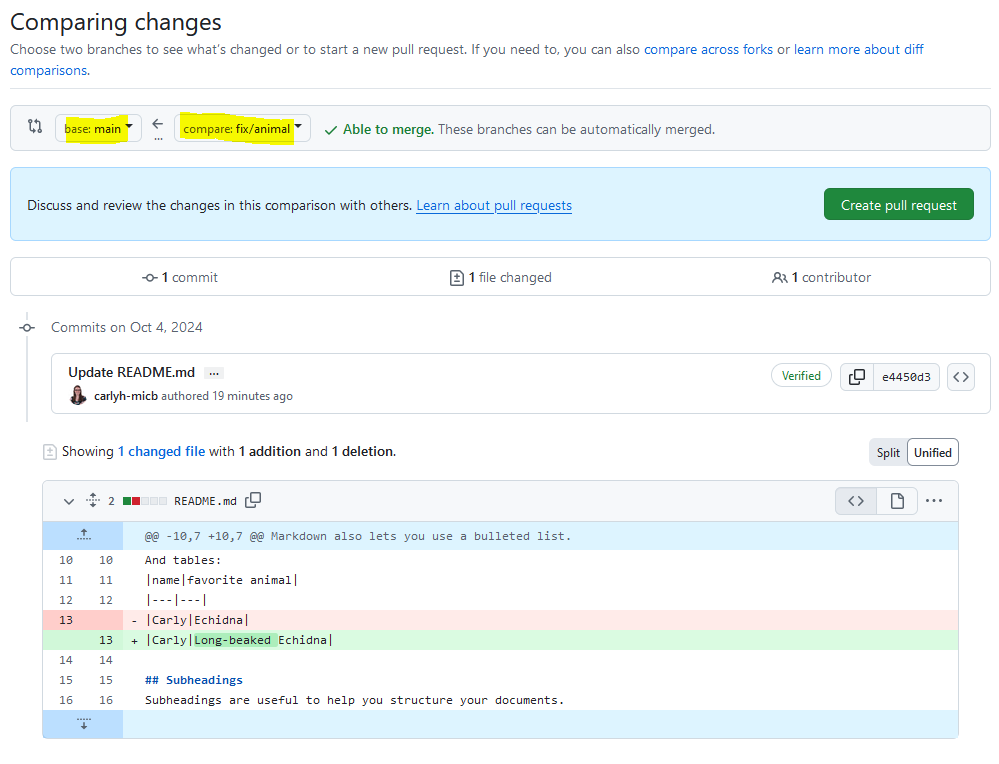 Comparing changes
Choose two branches to see what's changed or to start a new pull request. If you need to, you can also compare across forks or learn more about diff
comparisons.
base: main ← compare: fix/animal ✓ Able to merge. These branches can be automatically merged.
...
Discuss and review the changes in this comparison with others. Learn about pull requests Create pull request
1 commit 1 file changed 1 contributor
Commits on Oct 4, 2024
Update README.md ... Verified e4450d3 <>
carlyh-micb authored 19 minutes ago
Showing 1 changed file with 1 addition and 1 deletion. Split Unified
2 README.md <> ...
@@ -10,7 +10,7 @@ Markdown also lets you use a bulleted list.
10 10 And tables:
11 11 |name|favorite animal|
12 12 |---|---|
13 - |Carly|Echidna|
13 + |Carly|Long-beaked Echidna|
14 14
15 15 ## Subheadings
16 16 Subheadings are useful to help you structure your documents.